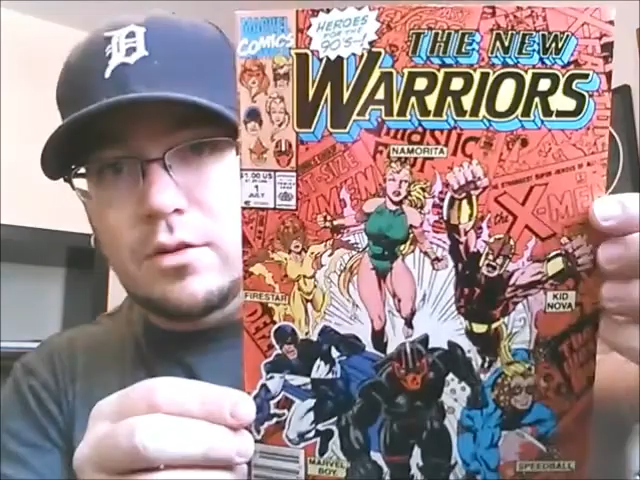 D
MARVEL
COMICS
HEROES
FOR THE
90'S--!
THE NEW
WARRIORS
$1.00 US
1
JULY
NAMORITA
X-MEN
FIRESTAR
KID
NOVA
MARVEL
BOY
SPEEDBALL